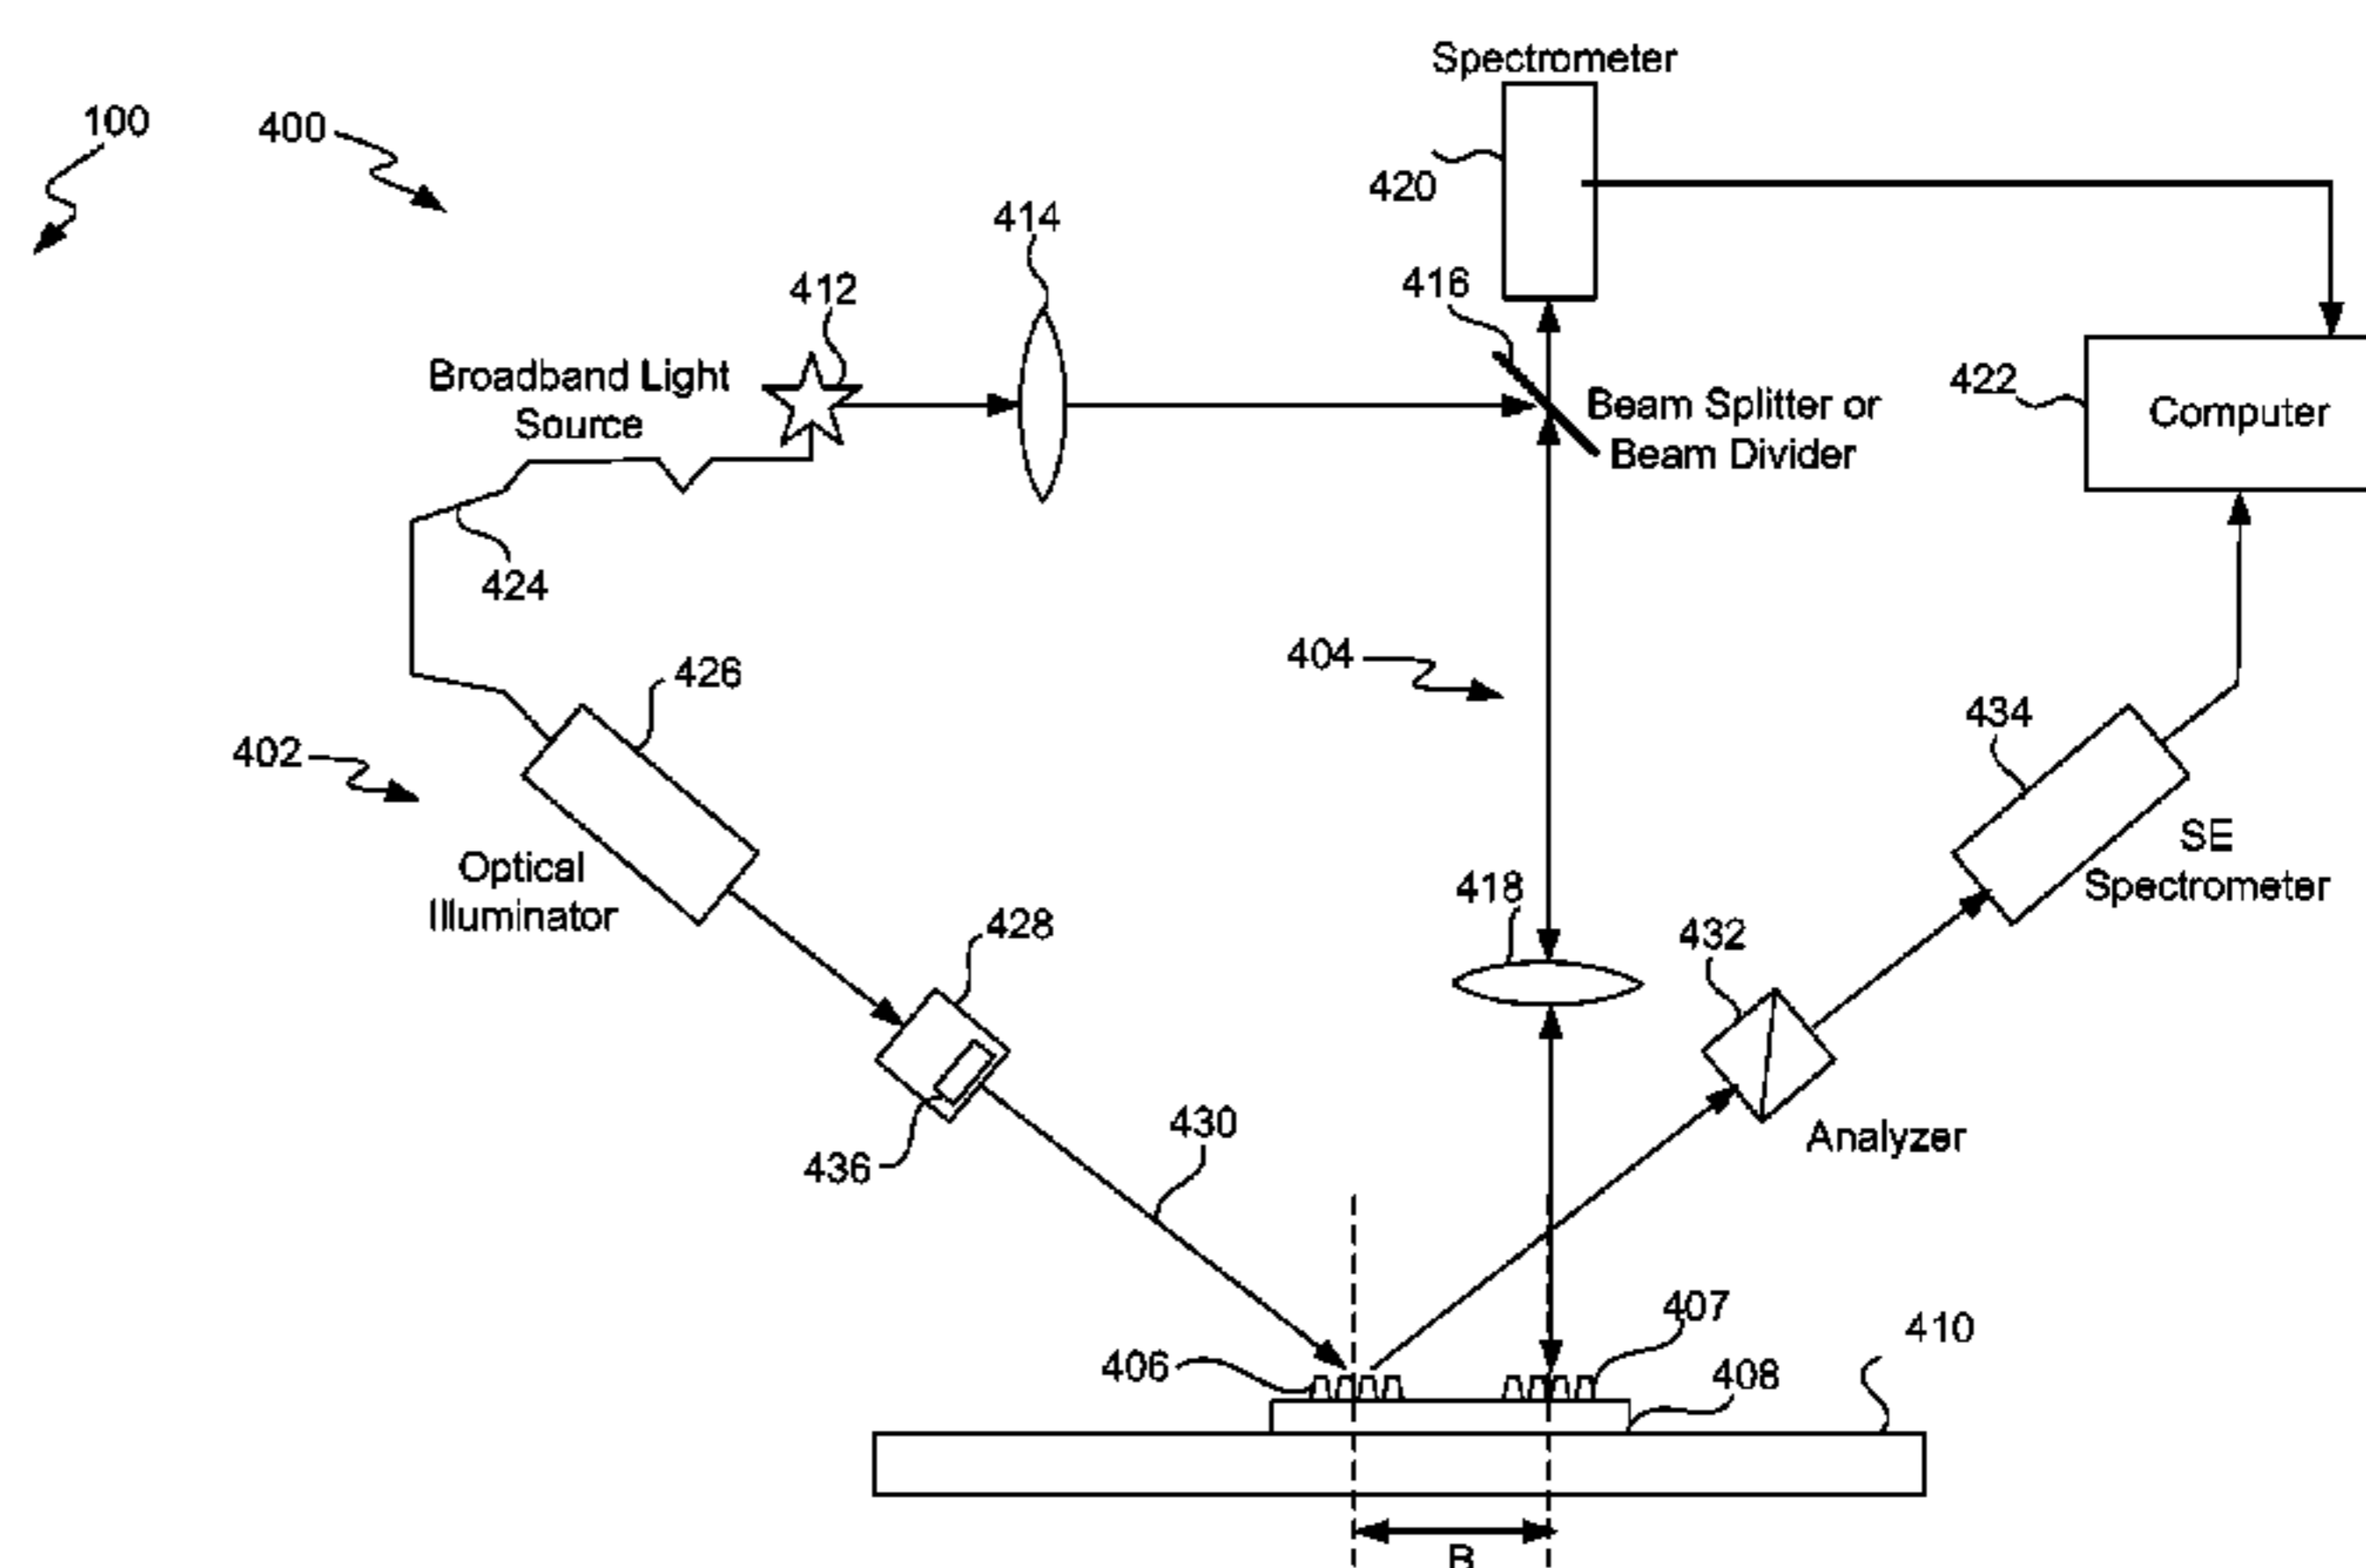 Spectrometer
100
400
420
414
416
412
Broadband Light
Source
Beam Splitter or
Beam Divider
422
Computer
424
404
426
402
434
Optical
Illuminator
SE
Spectrometer
418
428
432
430
Analyzer
436
407
410
406
408